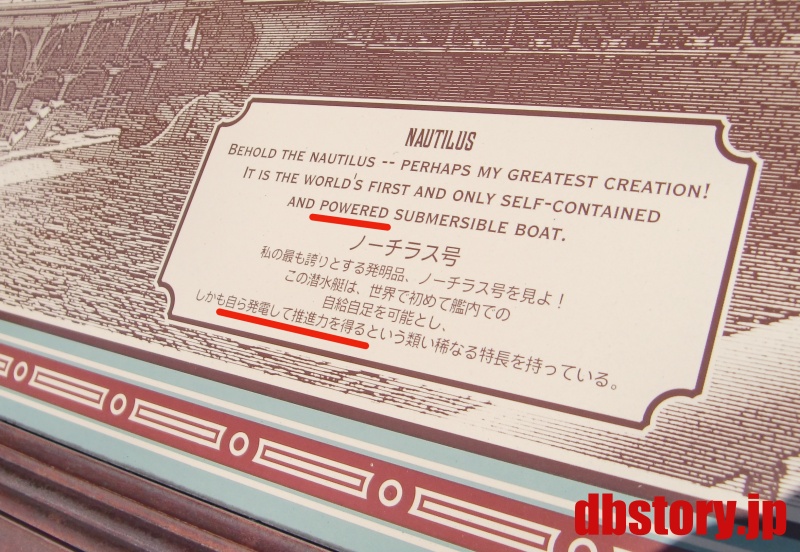 NAUTILUS
BEHOLD THE NAUTILUS -- PERHAPS MY GREATEST CREATION!
IT IS THE WORLD'S FIRST AND ONLY SELF-CONTAINED
AND POWERED SUBMERSIBLE BOAT.
ノーチラス号
私の最も誇りとする発明品、ノーチラス号を見よ！
この潜水艇は、世界で初めて艦内での
自給自足を可能とし、
しかも自ら発電して推進力を得るという類い稀なる特長を持っている。
dbstory.jp